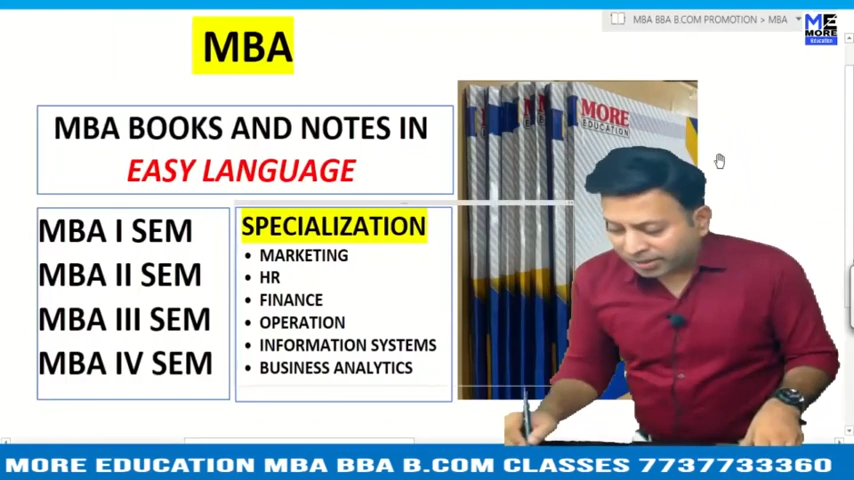 MBA BBA B.COM PROMOTION > MBA
ME
MORE
Education
MBA
MBA BOOKS AND NOTES IN
EASY LANGUAGE
MORE
EDUCATION
MBA I SEM
MBA II SEM
MBA III SEM
MBA IV SEM
SPECIALIZATION
• MARKETING
• HR
• FINANCE
• OPERATION
• INFORMATION SYSTEMS
• BUSINESS ANALYTICS
MORE EDUCATION MBA BBA B.COM CLASSES 7737733360